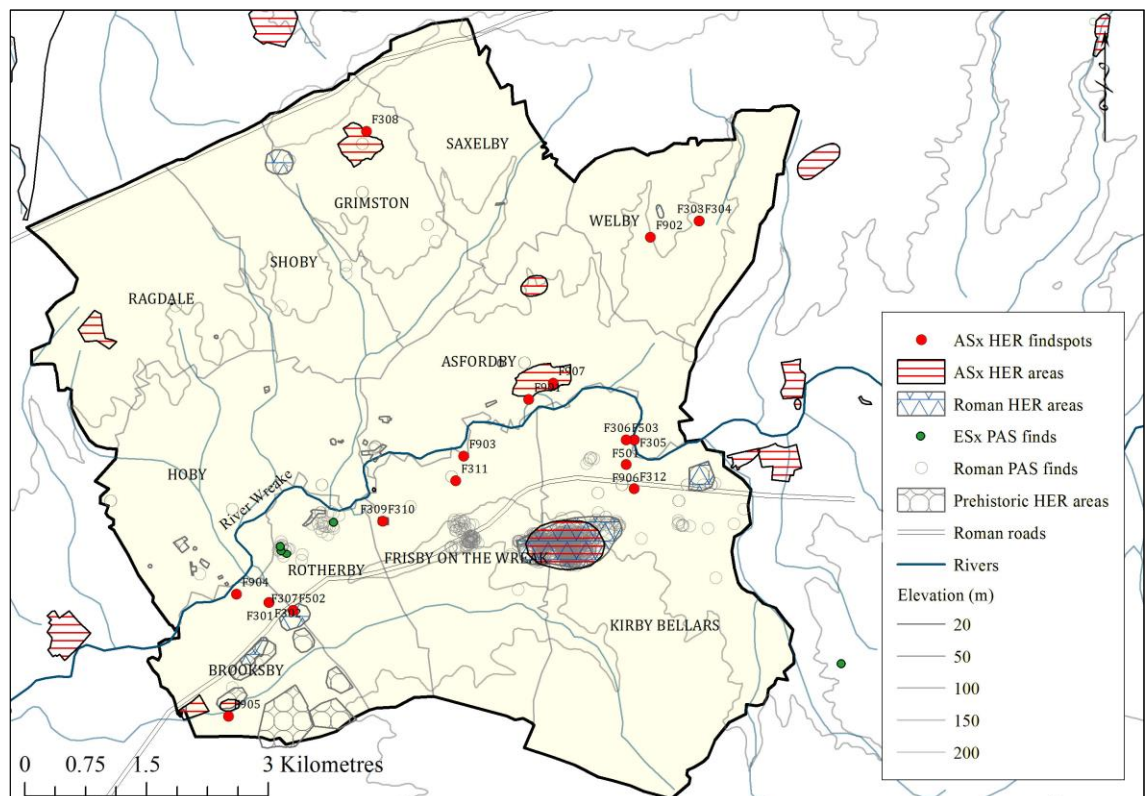 F308
SAXELBY
GRIMSTON
F303F304
WELBY
F902
SHOBY
RAGDALE
ASFORDBY
F907
F901
F306F503
F305
F903
F501
F311
F906F312
HOBY
River Wreake
F309F310
FRISBY ON THE WREAK
ROTHERBY
F904
F307F502
F301
F302
KIRBY BELLARS
BROOKSBY
F905
ASx HER findspots
ASx HER areas
Roman HER areas
ESx PAS finds
Roman PAS finds
Prehistoric HER areas
Roman roads
Rivers
Elevation (m)
20
50
100
150
200
0 0.75 1.5 3 Kilometres